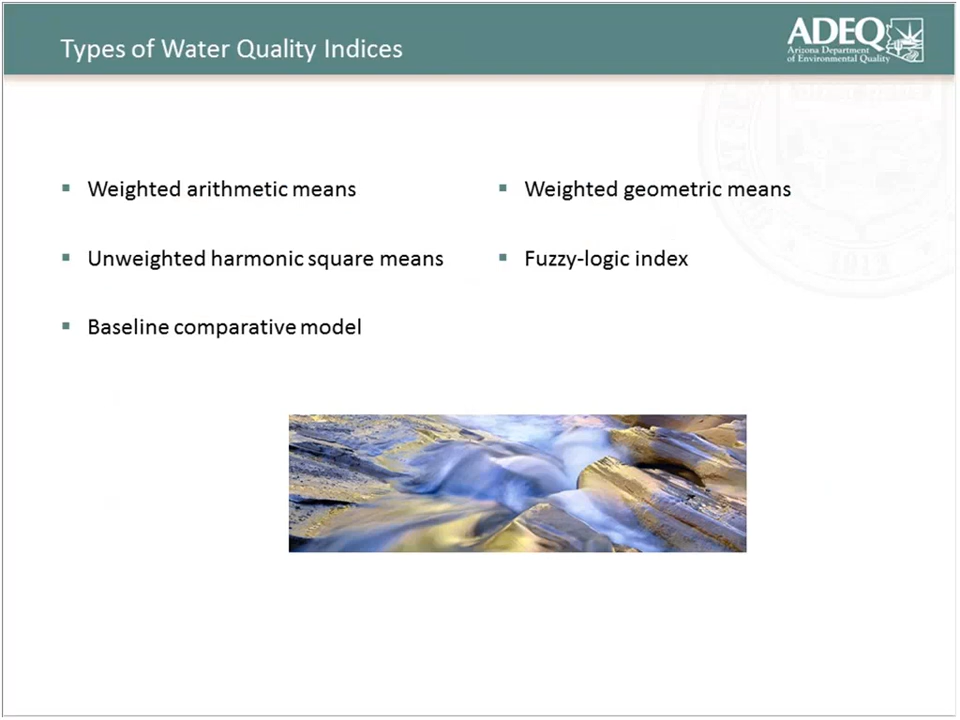 Types of Water Quality Indices
ADEQ
Arizona Department
of Environmental Quality
Weighted arithmetic means
Weighted geometric means
Unweighted harmonic square means
Fuzzy-logic index
Baseline comparative model
1912